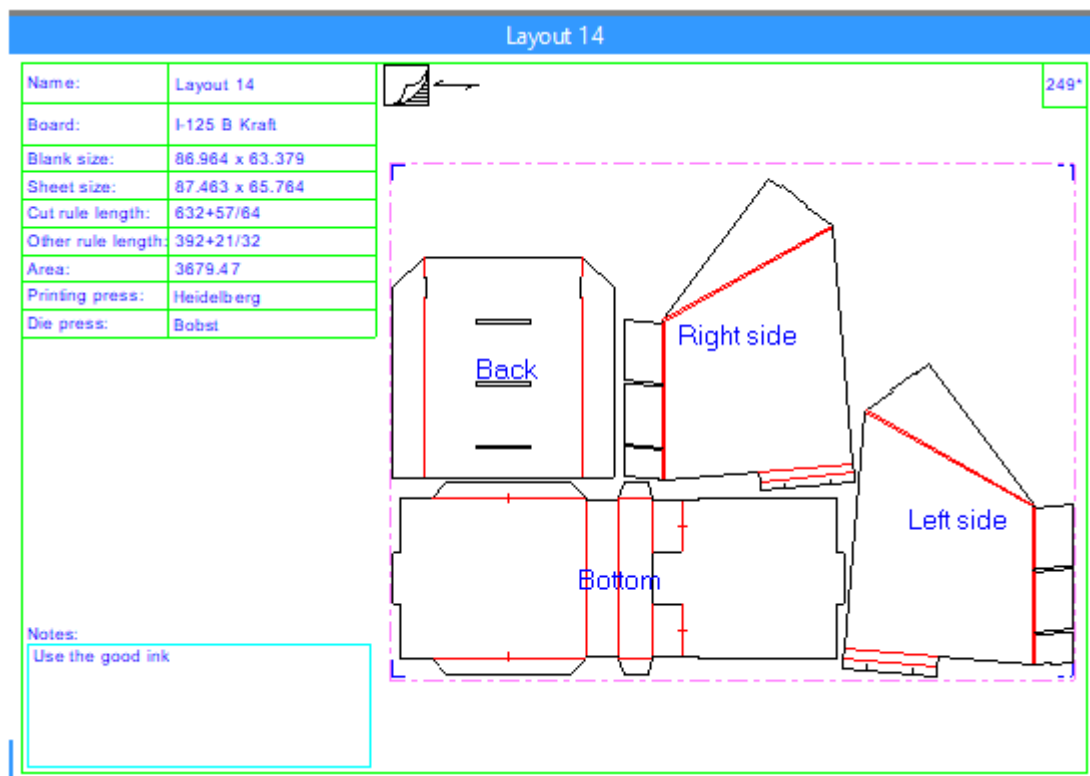 Layout 14
Name: Layout 14
249*
Board: I-125 B Kraft
Blank size: 86.964 x 63.379
Sheet size: 87.463 x 65.764
Cut rule length: 632+57/64
Other rule length: 392+21/32
Area: 3679.47
Printing press: Heidelberg
Die press: Bobst
Right side
Back
Left side
Bottom
Notes:
Use the good ink